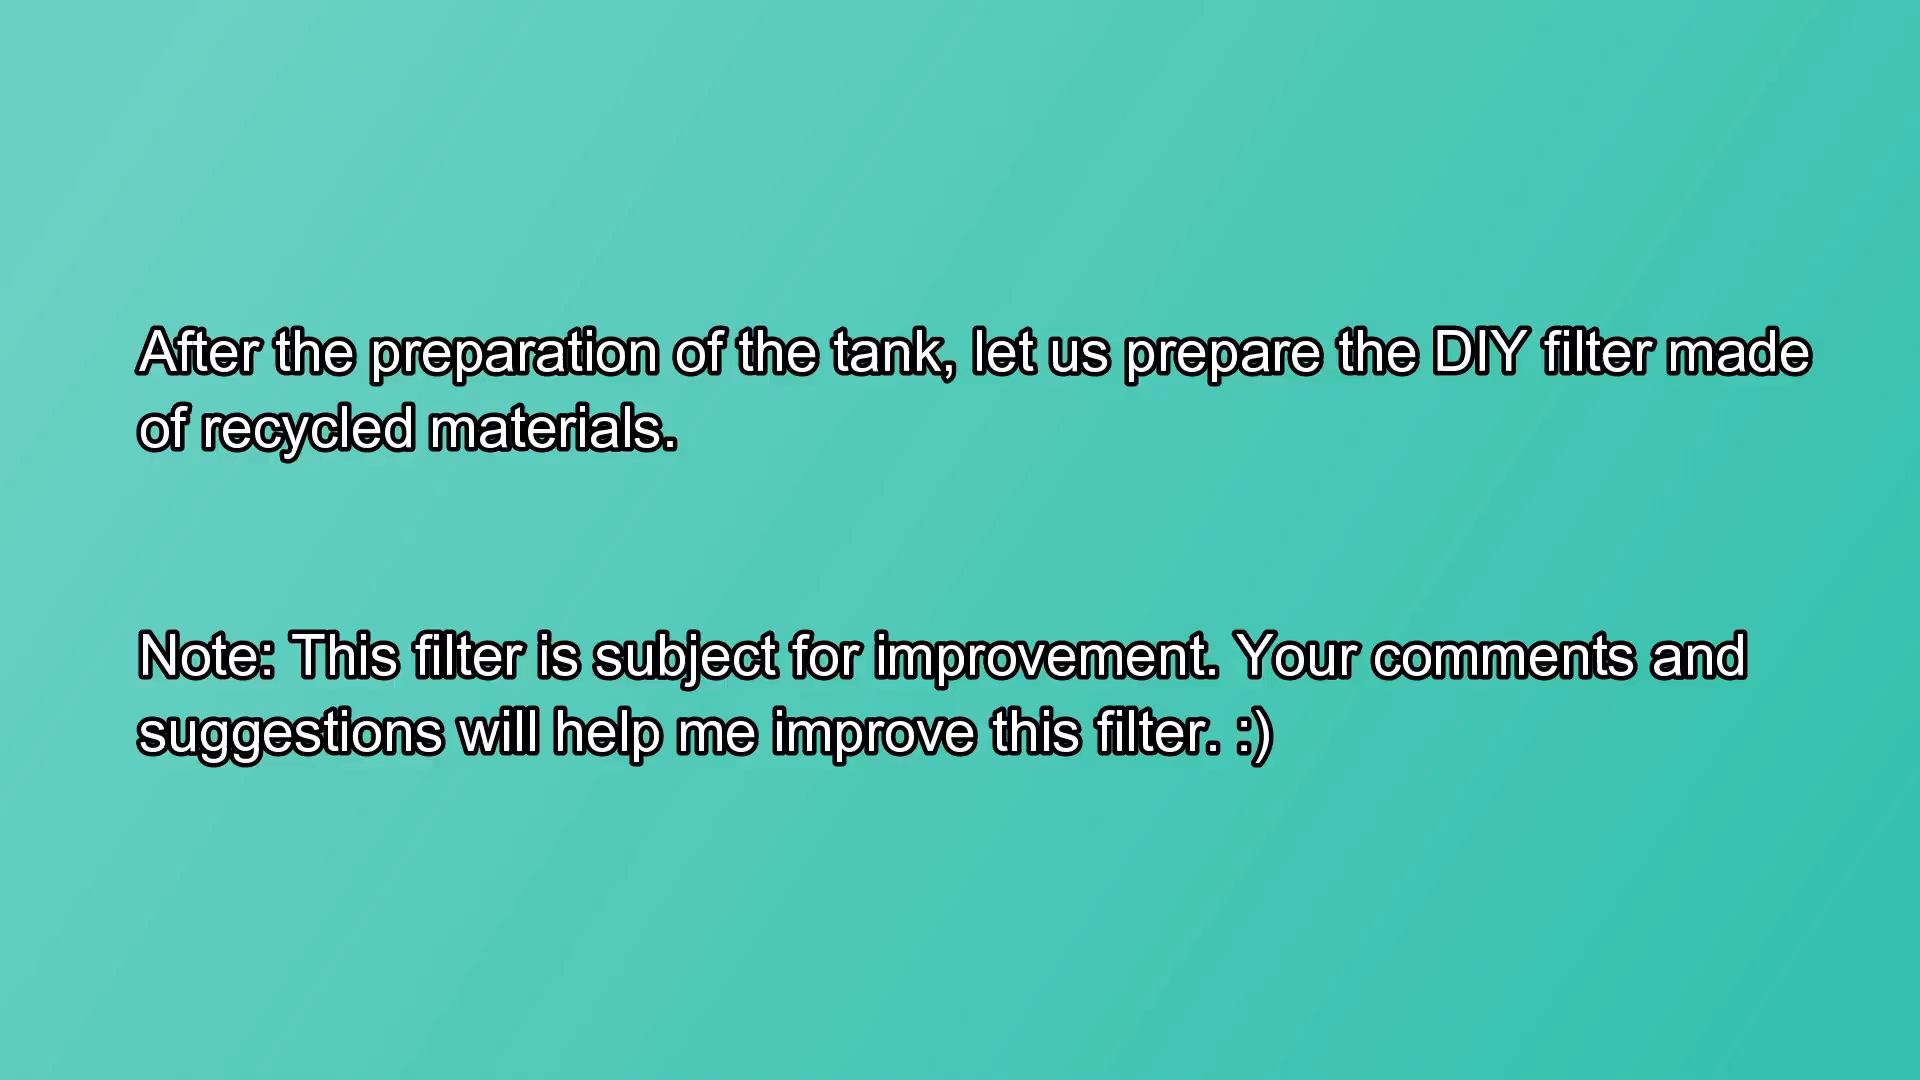 After the preparation of the tank, let us prepare the DIY filter made
of recycled materials.
Note: This filter is subject for improvement. Your comments and
suggestions will help me improve this filter. :)